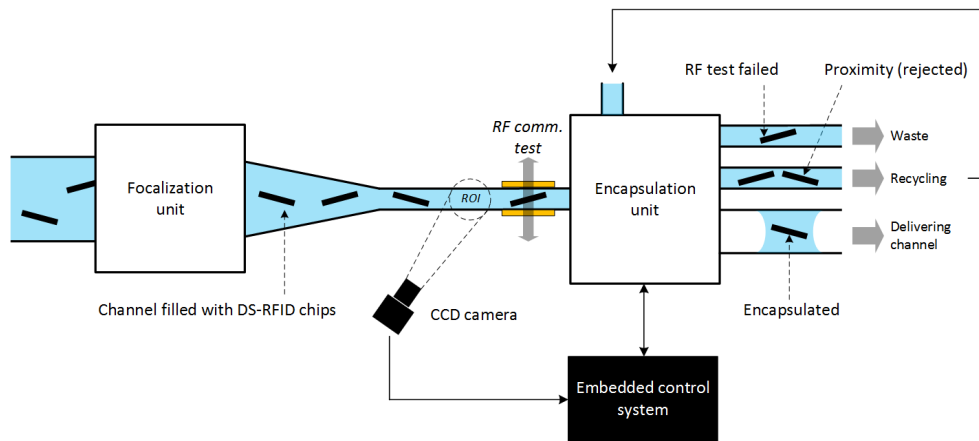 RF test failed
Proximity (rejected)
RF comm.
test
Waste
Focalization
unit
ROI
Encapsulation
unit
Recycling
Delivering
channel
Channel filled with DS-RFID chips
CCD camera
Encapsulated
Embedded control
system